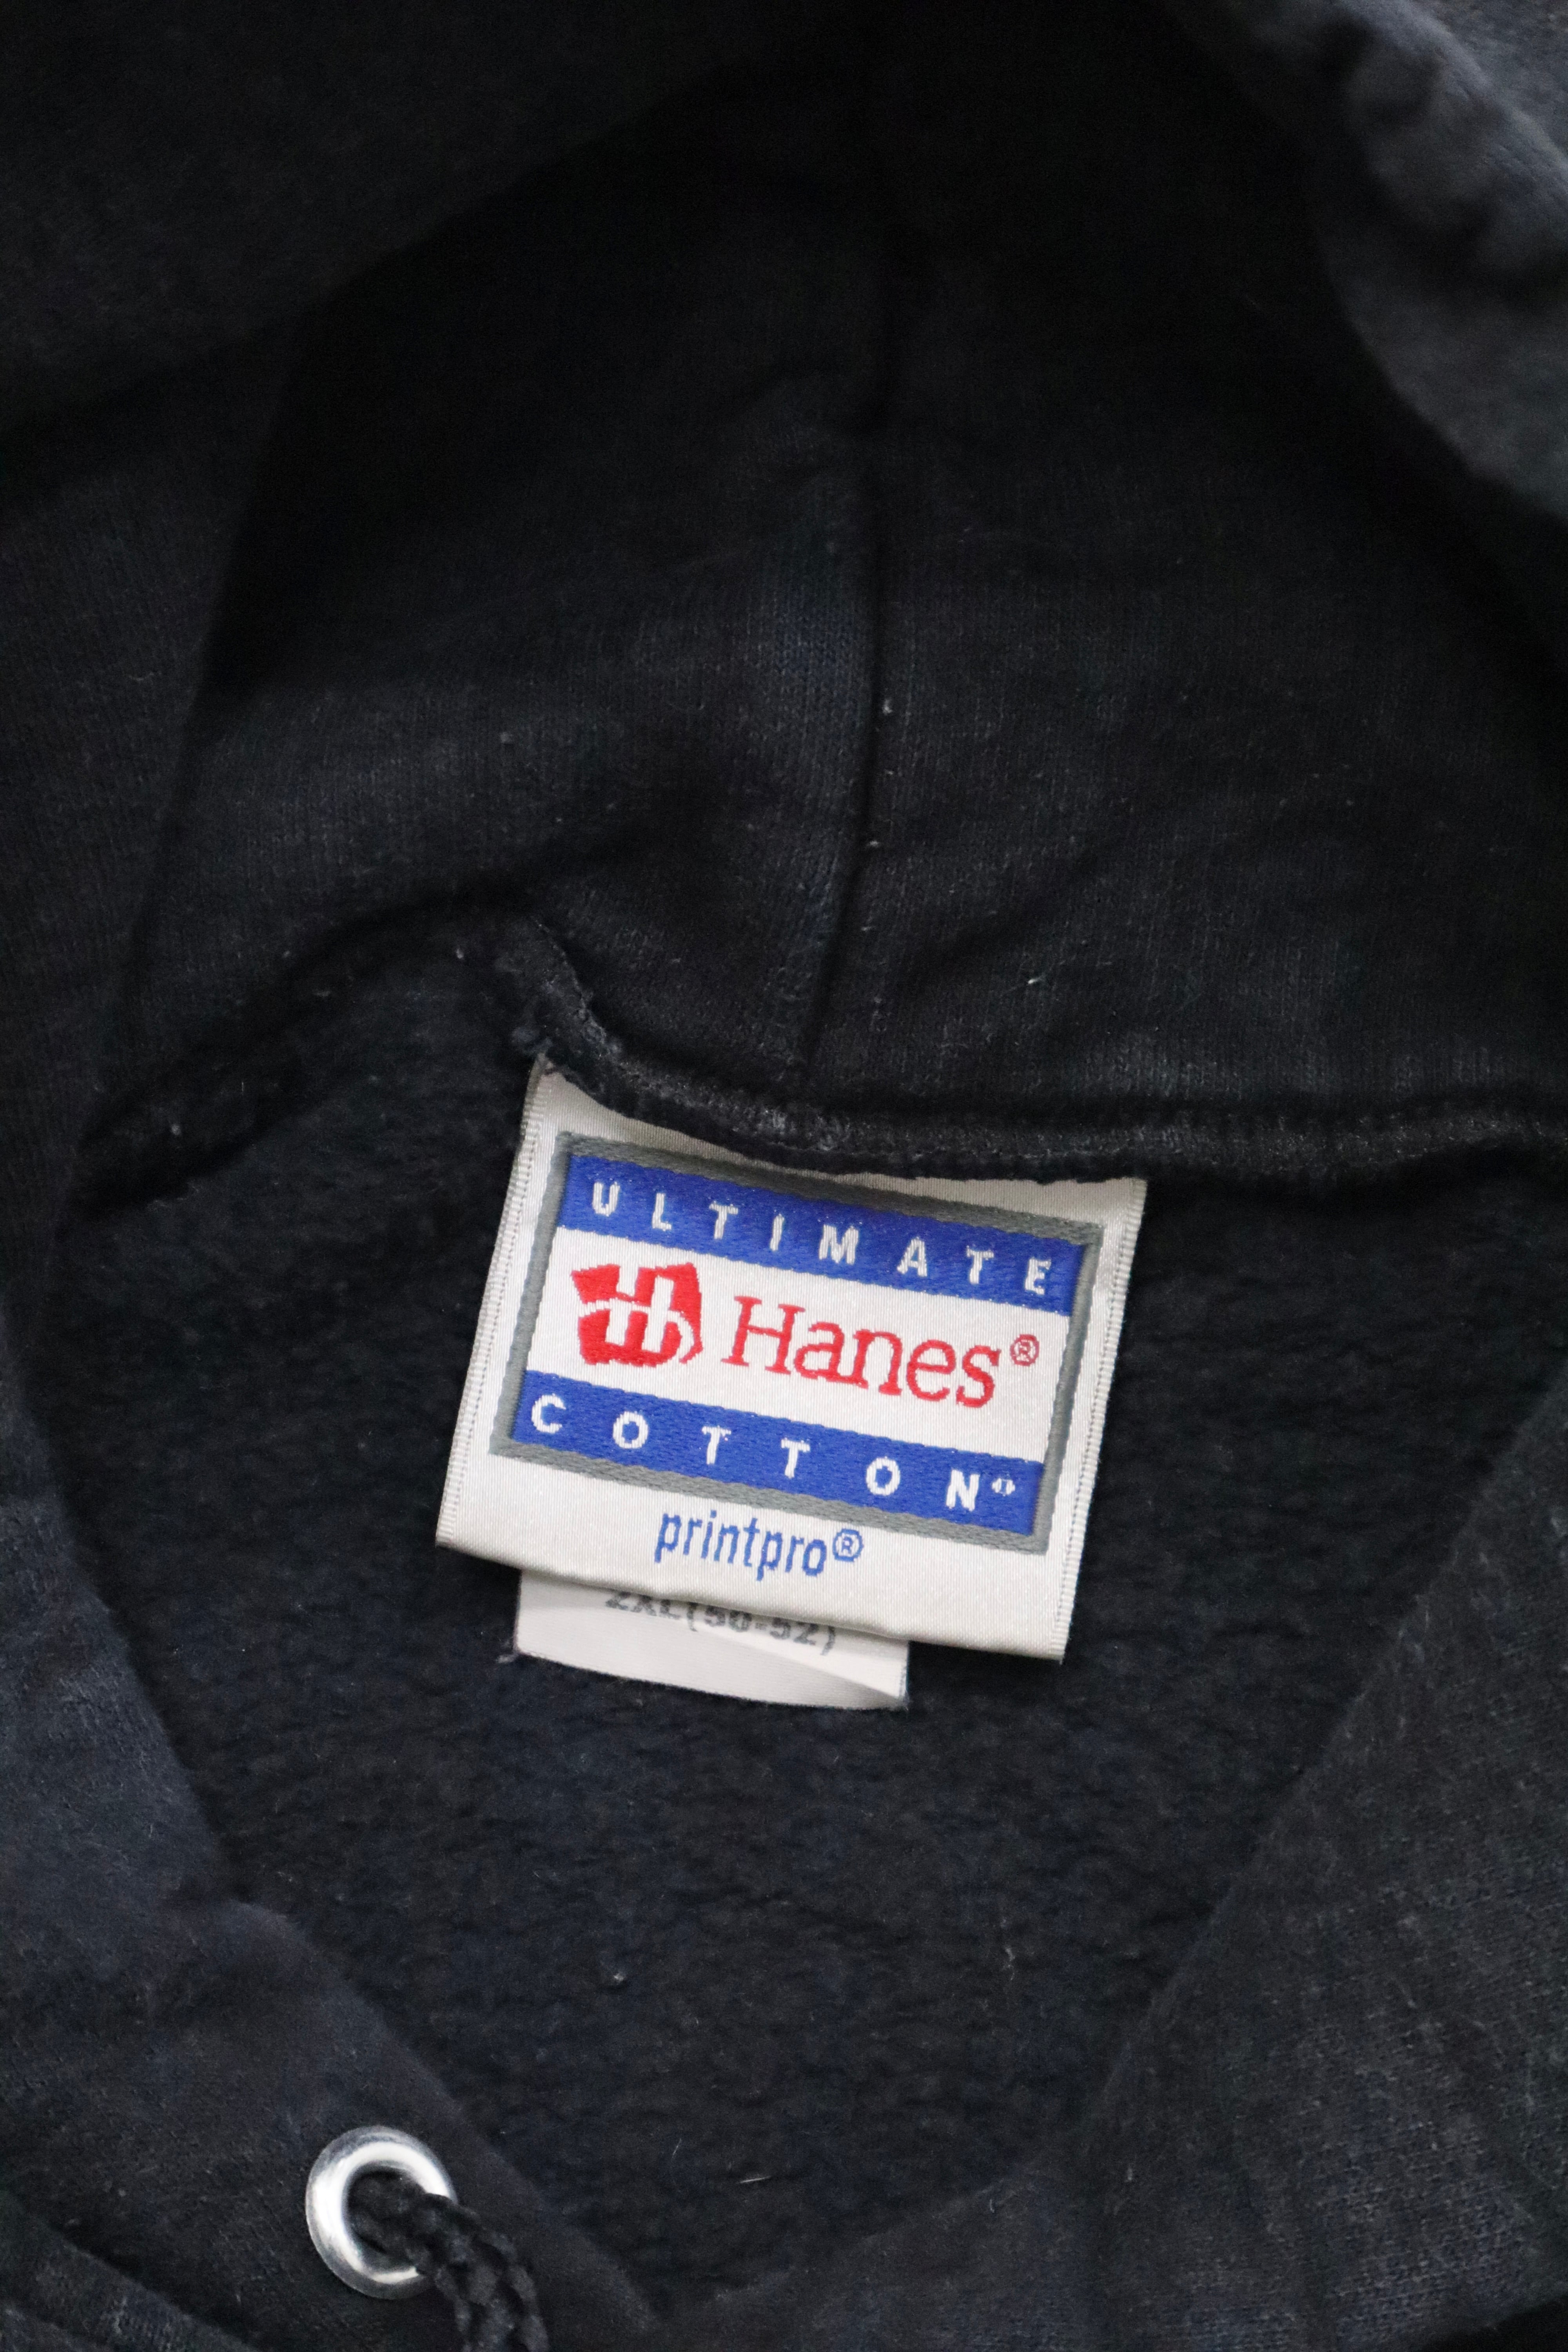 ULTIMATE
H Hanes®
COTTON®
printpro®
2XL(50-52)